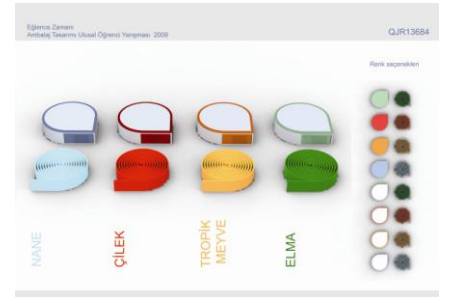 Eğlence Zamanı
Ambalaj Tasarımı Ulusal Öğrenci Yarışması 2009
QJR13684
Renk seçenekleri
NANE
ÇİLEK
TROPİK
MEYVE
ELMA